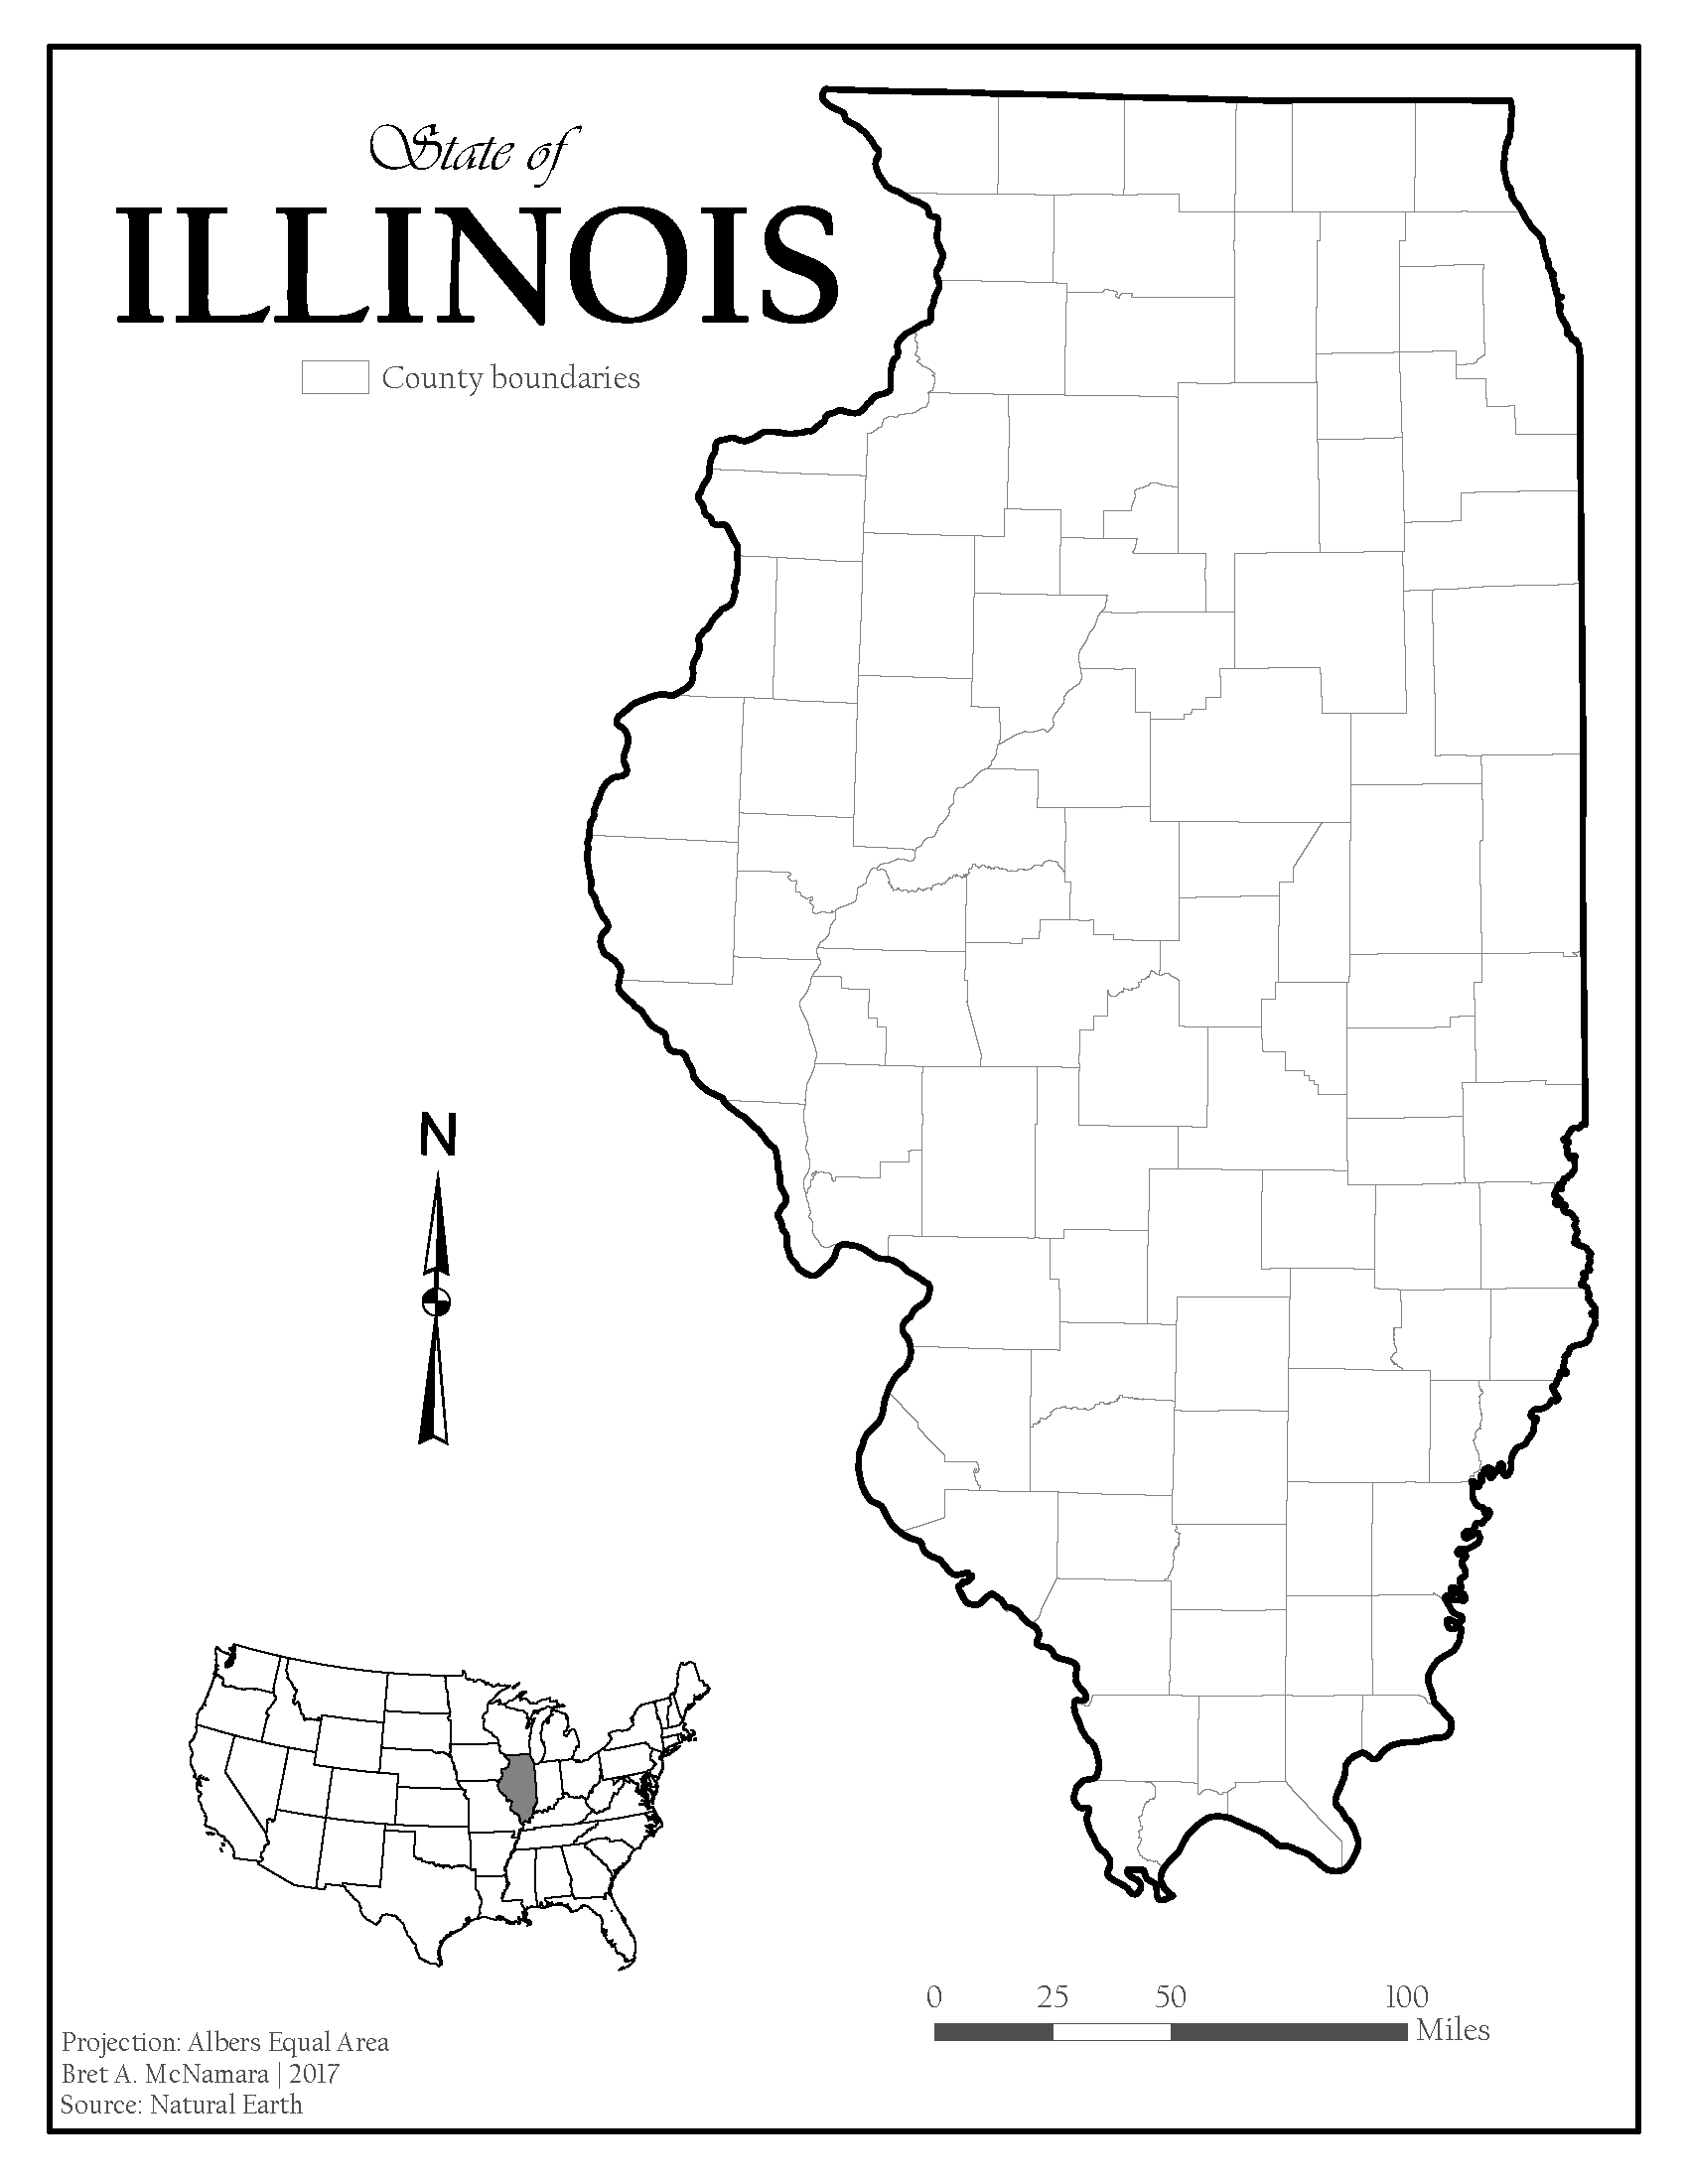 State of
ILLINOIS
County boundaries
N
0 25 50 100
Miles
Projection: Albers Equal Area
Bret A. McNamara | 2017
Source: Natural Earth